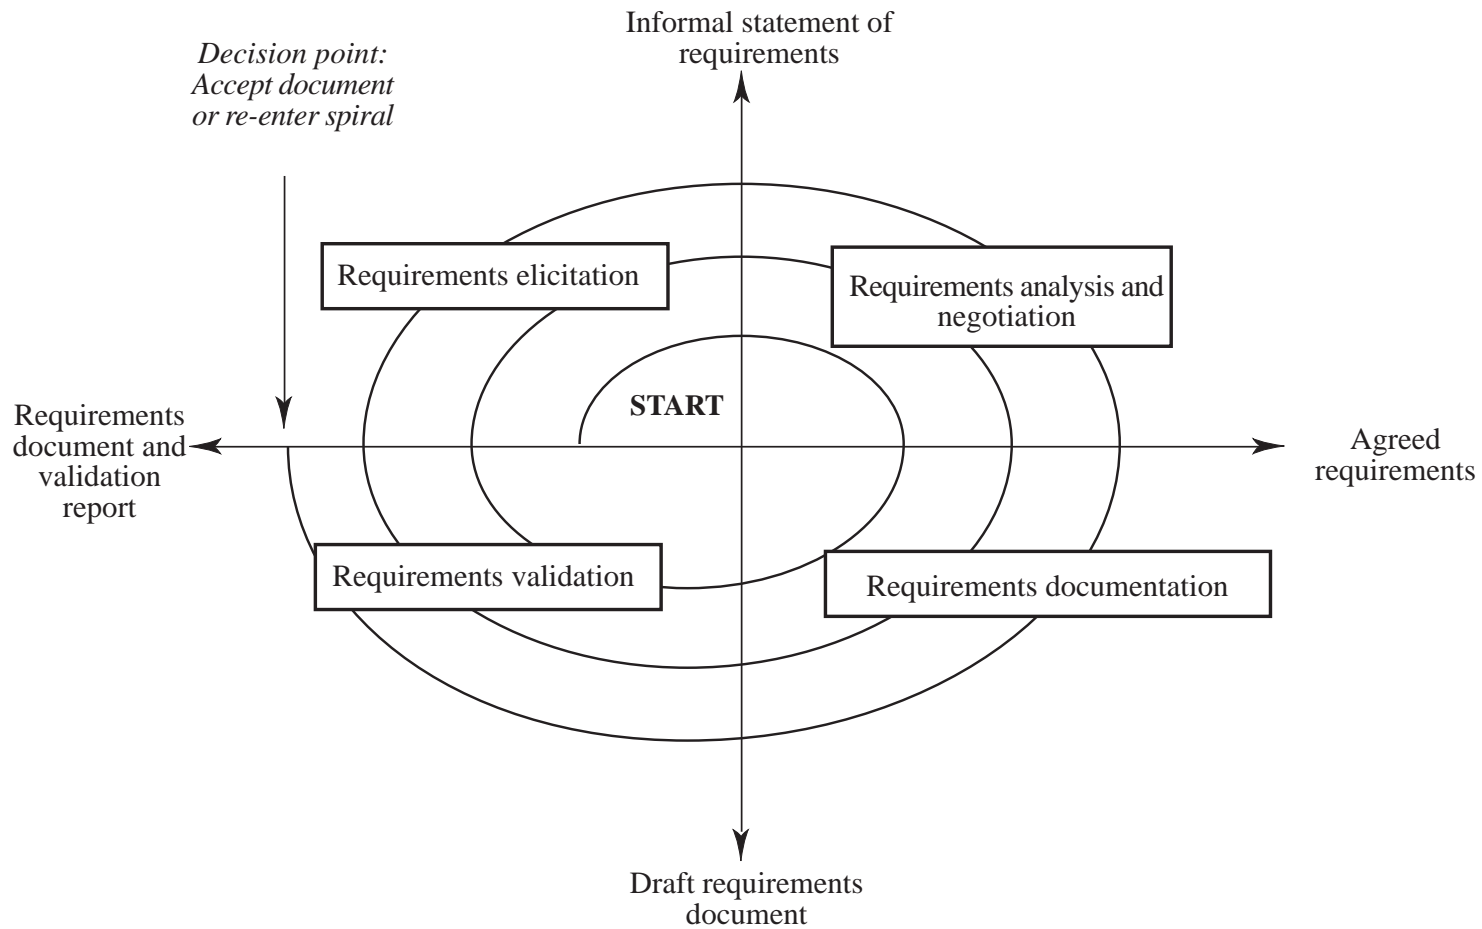 Informal statement of
requirements
Decision point:
Accept document
or re-enter spiral
Requirements elicitation
Requirements analysis and
negotiation
START
Requirements
document and
validation
report
Agreed
requirements
Requirements validation
Requirements documentation
Draft requirements
document